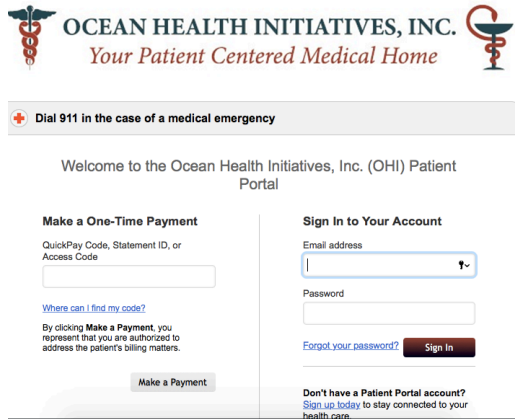 OCEAN HEALTH INITIATIVES, INC.
Your Patient Centered Medical Home
Dial 911 in the case of a medical emergency
Welcome to the Ocean Health Initiatives, Inc. (OHI) Patient
Portal
Make a One-Time Payment
QuickPay Code, Statement ID, or
Access Code
Where can I find my code?
By clicking Make a Payment, you
represent that you are authorized to
address the patient's billing matters.
Make a Payment
Sign In to Your Account
Email address
Password
Forgot your password?
Sign In
Don't have a Patient Portal account?
Sign up today to stay connected to your
health care.